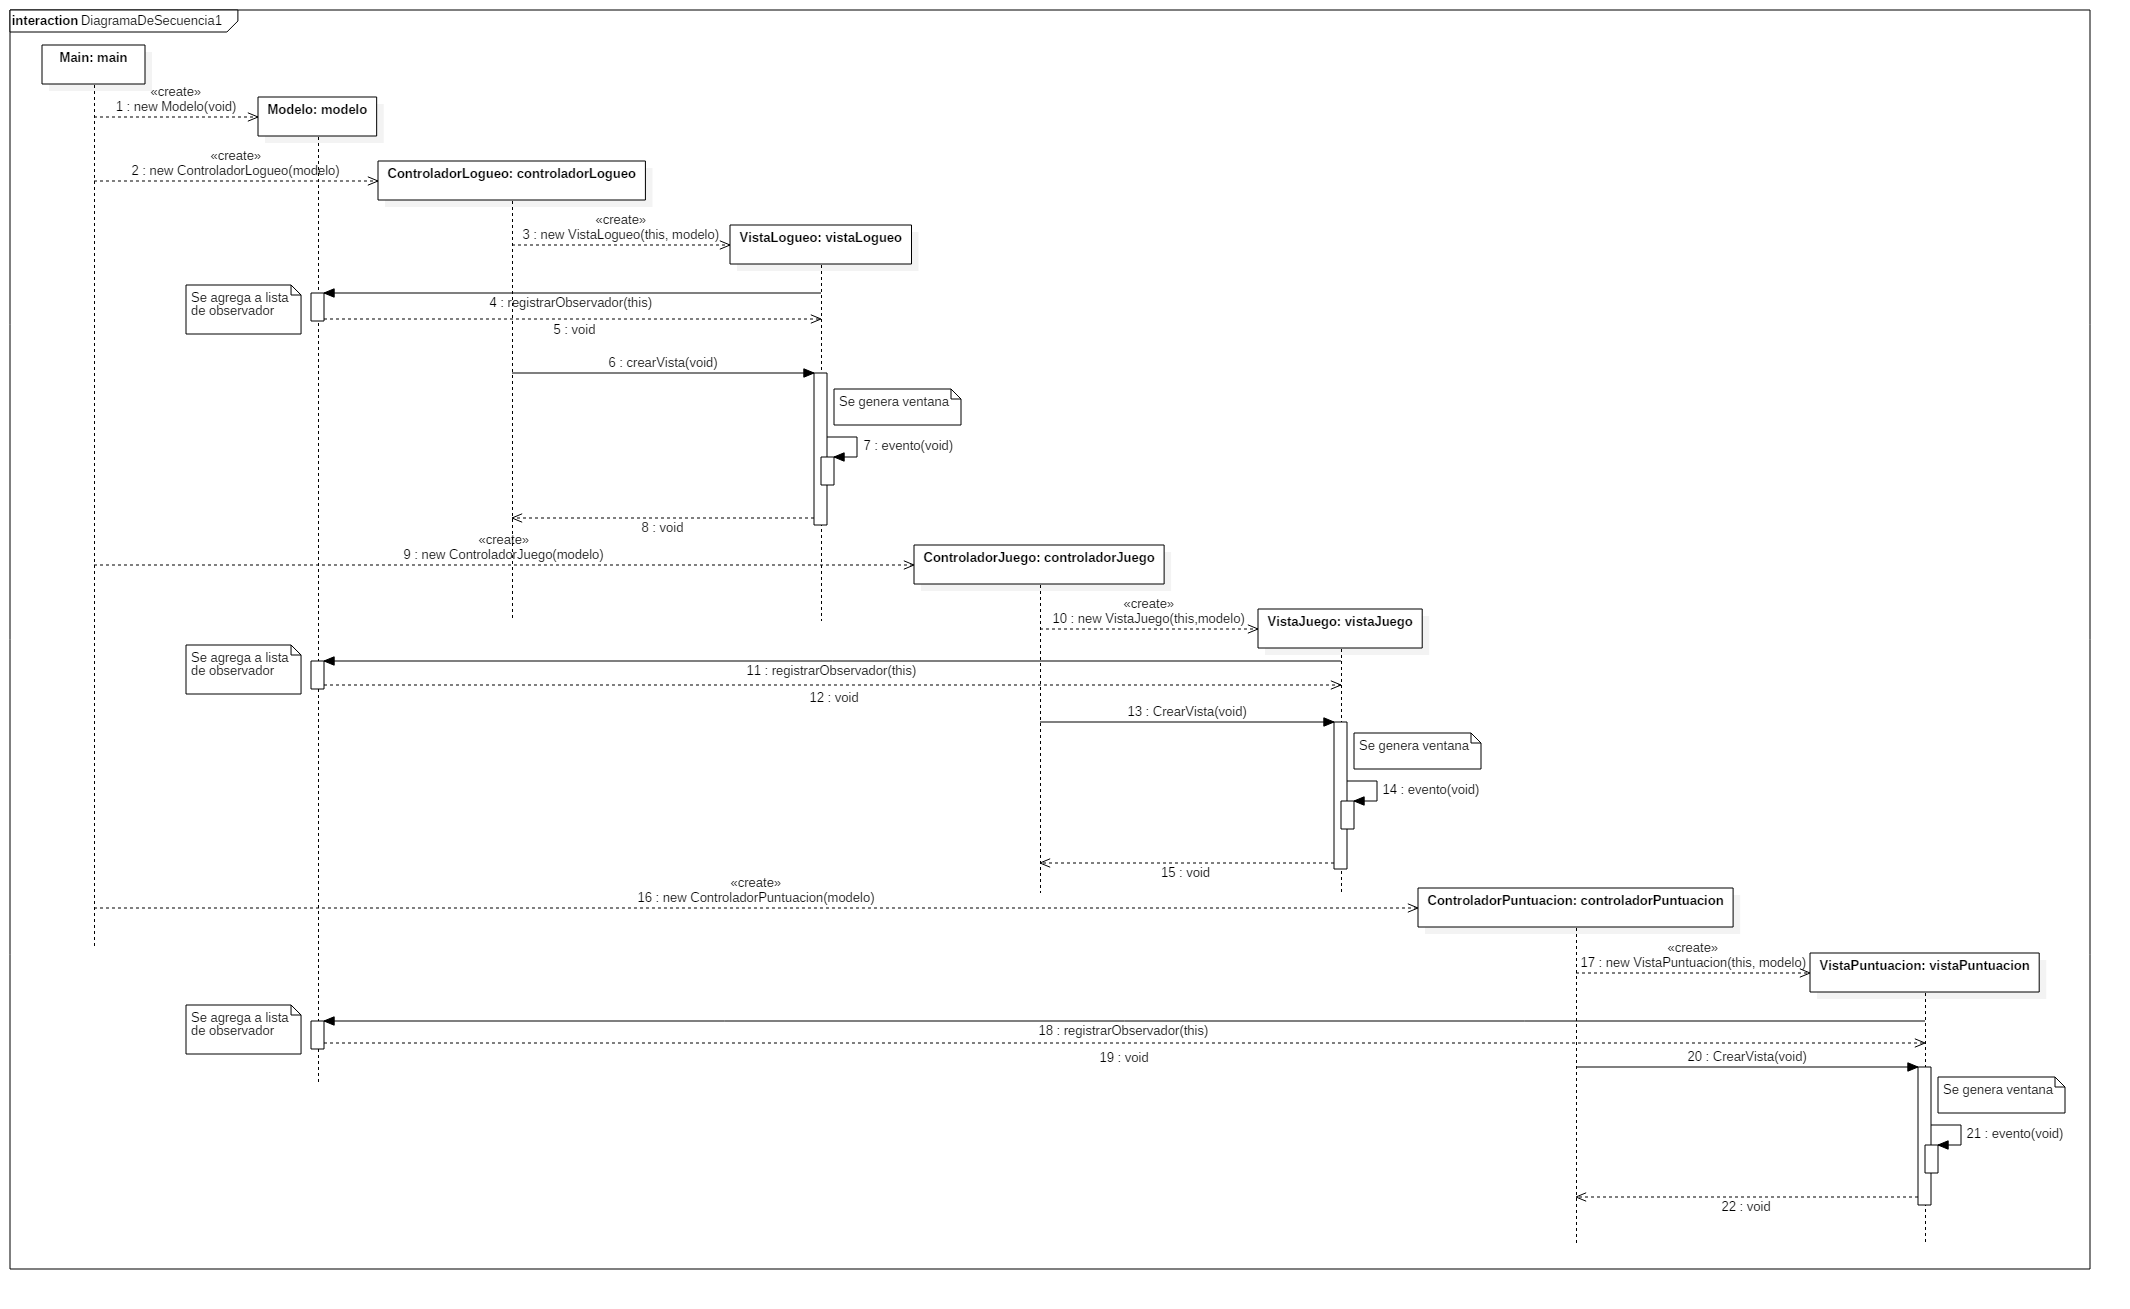 interaction DiagramaDeSecuencia1
Main: main
«create»
1 : new Modelo(void)
Modelo: modelo
«create»
2 : new ControladorLogueo(modelo)
ControladorLogueo: controladorLogueo
«create»
3 : new VistaLogueo(this, modelo)
VistaLogueo: vistaLogueo
Se agrega a lista
de observador
4 : registrarObservador(this)
5 : void
6 : crearVista(void)
Se genera ventana
7 : evento(void)
8 : void
«create»
9 : new ControladorJuego(modelo)
ControladorJuego: controladorJuego
«create»
10 : new VistaJuego(this,modelo)
VistaJuego: vistaJuego
Se agrega a lista
de observador
11 : registrarObservador(this)
12 : void
13 : CrearVista(void)
Se genera ventana
14 : evento(void)
15 : void
«create»
16 : new ControladorPuntuacion(modelo)
ControladorPuntuacion: controladorPuntuacion
«create»
17 : new VistaPuntuacion(this, modelo)
VistaPuntuacion: vistaPuntuacion
Se agrega a lista
de observador
18 : registrarObservador(this)
19 : void
20 : CrearVista(void)
Se genera ventana
21 : evento(void)
22 : void